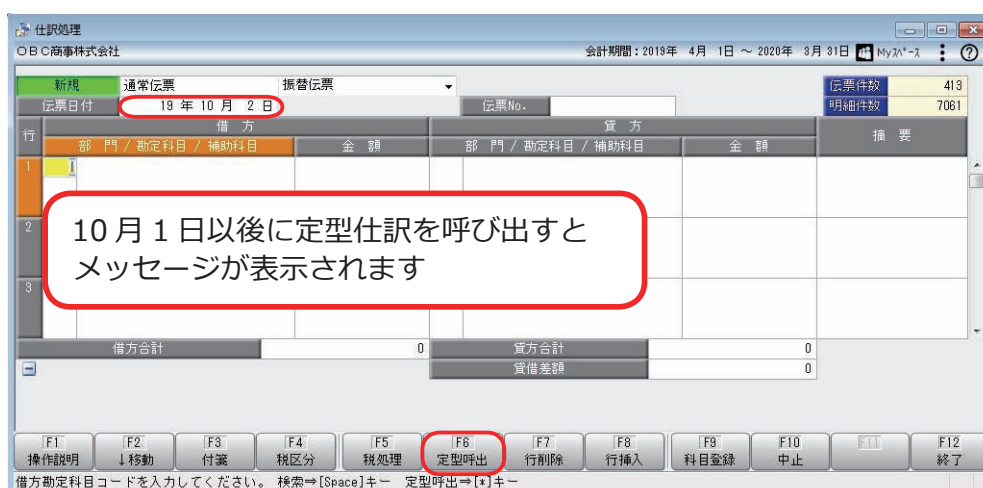 仕訳処理
OBC商事株式会社 会計期間：2019年 4月 1日 ～ 2020年 3月 31日 Myスペース
新規 通常伝票 振替伝票 伝票件数 413
伝票日付 19 年 10 月 2 日 伝票No. 明細件数 7061
行 借 方 貸 方 摘 要
部 門 / 勘定科目 / 補助科目 金 額 部 門 / 勘定科目 / 補助科目 金 額
1
2
3
10 月 1 日以後に定型仕訳を呼び出すと
メッセージが表示されます
借方合計 0 貸方合計 0
貸借差額 0
F1 F2 F3 F4 F5 F6 F7 F8 F9 F10 F11 F12
操作説明 ↓移動 付箋 税区分 税処理 定型呼出 行削除 行挿入 科目登録 中止 終了
借方勘定科目コードを入力してください。 検索⇒[Space]キー 定型呼出⇒[*]キー